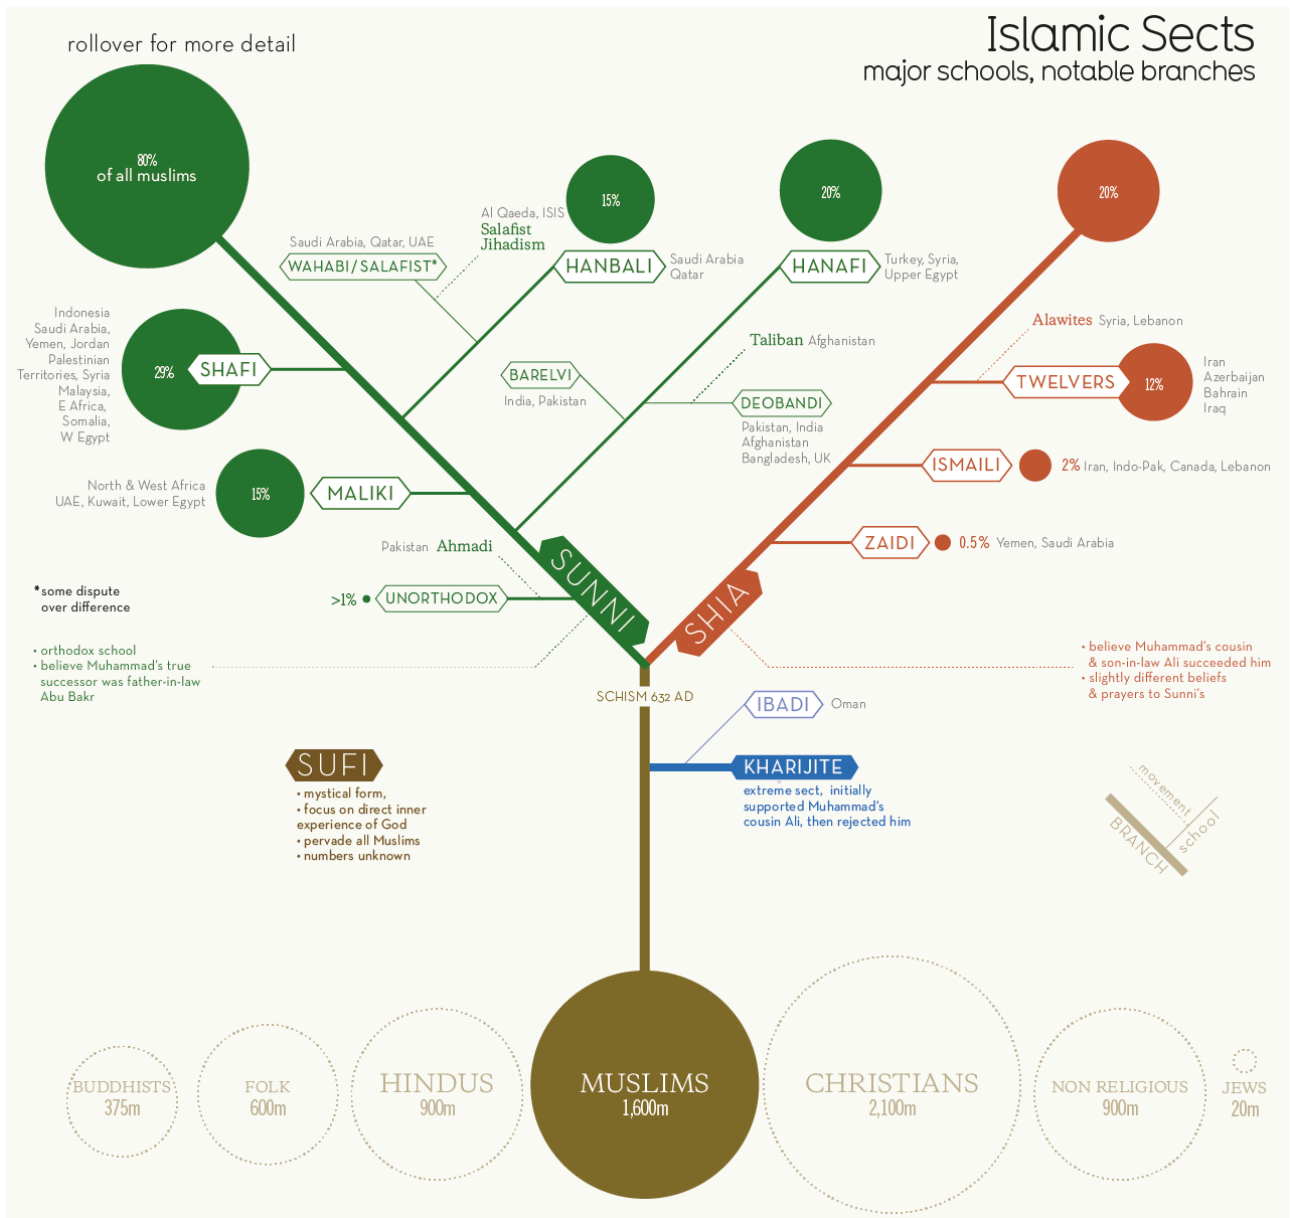 rollover for more detail
Islamic Sects
major schools, notable branches
80%
of all muslims
15%
20%
20%
Al Qaeda, ISIS
Salafist
Jihadism
Saudi Arabia, Qatar, UAE
WAHABI/SALAFIST*
HANBALI
Saudi Arabia
Qatar
HANAFI
Turkey, Syria,
Upper Egypt
Indonesia
Saudi Arabia,
Yemen, Jordan
Palestinian
Territories, Syria
Malaysia,
E Africa,
Somalia,
W Egypt
29%
SHAFI
Alawites Syria, Lebanon
Taliban Afghanistan
BARELVI
India, Pakistan
DEOBANDI
Pakistan, India
Afghanistan
Bangladesh, UK
TWELVERS
12%
Iran
Azerbaijan
Bahrain
Iraq
ISMAILI
2% Iran, Indo-Pak, Canada, Lebanon
North & West Africa
UAE, Kuwait, Lower Egypt
15%
MALIKI
ZAIDI
0.5% Yemen, Saudi Arabia
Pakistan Ahmadi
>1%
UNORTHODOX
SUNNI
SHIA
*some dispute
over difference
• orthodox school
• believe Muhammad's true
successor was father-in-law
Abu Bakr
• believe Muhammad's cousin
& son-in-law Ali succeeded him
• slightly different beliefs
& prayers to Sunni's
SCHISM 632 AD
IBADI
Oman
SUFI
• mystical form,
• focus on direct inner
experience of God
• pervade all Muslims
• numbers unknown
KHARIJITE
extreme sect, initially
supported Muhammad's
cousin Ali, then rejected him
movement
school
BRANCH
BUDDHISTS
375m
FOLK
600m
HINDUS
900m
MUSLIMS
1,600m
CHRISTIANS
2,100m
NON RELIGIOUS
900m
JEWS
20m